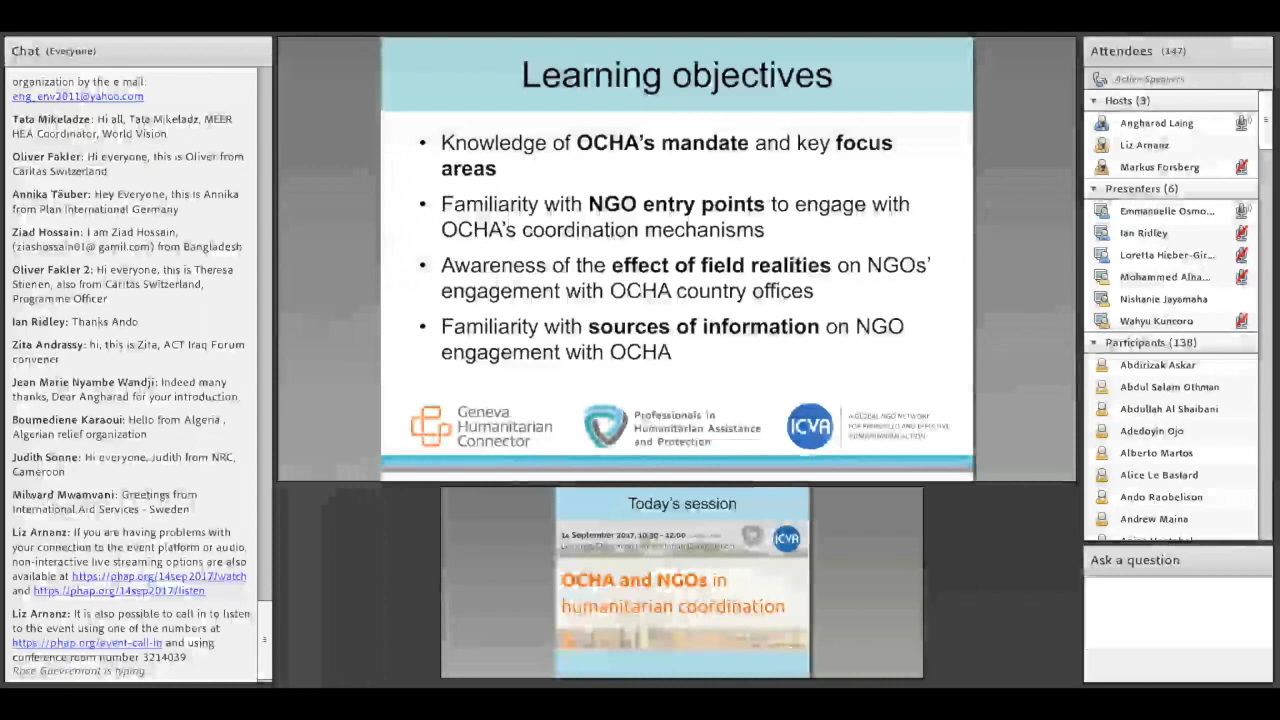 Chat (Everyone)
organization by the e mail:
eng_env2011@yahoo.com
Tata Mikeladze: Hi all, Tata Mikeladz, MEER
HEA Coordinator, World Vision
Oliver Fakler: Hi everyone, this is Oliver from
Caritas Switzerland
Annika Täuber: Hey Everyone, this is Annika
from Plan International Germany
Ziad Hossain: I am Ziad Hossain,
(ziashossain01@ gamil.com) from Bangladesh
Oliver Fakler 2: Hi everyone, this is Theresa
Stienen, also from Caritas Switzerland,
Programme Officer
Ian Ridley: Thanks Ando
Zita Andrassy: hi, this is Zita, ACT Iraq Forum
convener
Jean Marie Nyambe Wandji: Indeed many
thanks, Dear Angharad for your introduction.
Boumediene Karaoui: Hello from Algeria ,
Algerian relief organization
Judith Sonne: Hi everyone, Judith from NRC,
Cameroon
Milward Mwamvani: Greetings from
International Aid Services - Sweden
Liz Arnanz: If you are having problems with
your connection to the event platform or audio,
non-interactive live streaming options are also
available at https://phap.org/14sep2017/watch
and https://phap.org/14sep2017/listen
Liz Arnanz: It is also possible to call in to listen
to the event using one of the numbers at
https://phap.org/event-call-in and using
conference room number 3214039
Rose Guevremont is typing
Learning objectives
• Knowledge of OCHA's mandate and key focus
areas
• Familiarity with NGO entry points to engage with
OCHA's coordination mechanisms
• Awareness of the effect of field realities on NGOs'
engagement with OCHA country offices
• Familiarity with sources of information on NGO
engagement with OCHA
Geneva
Humanitarian
Connector
Professionals in
Humanitarian Assistance
and Protection
ICVA
A GLOBAL NGO NETWORK
FOR PRINCIPLED AND EFFECTIVE
HUMANITARIAN ACTION
Today's session
14 September 2017, 10:30 - 12:00
ICVA
OCHA and NGOs in
humanitarian coordination
Attendees (147)
Active Speakers
Hosts (3)
Angharad Laing
Liz Arnanz
Markus Forsberg
Presenters (6)
Emmanuelle Osmo...
Ian Ridley
Loretta Hieber-Gir...
Mohammed Alha...
Nishanie Jayamaha
Wahyu Kuncoro
Participants (138)
Abdirizak Askar
Abdul Salam Othman
Abdullah Al Shaibani
Adedoyin Ojo
Alberto Martos
Alice Le Bastard
Ando Raobelison
Andrew Maina
Ask a question